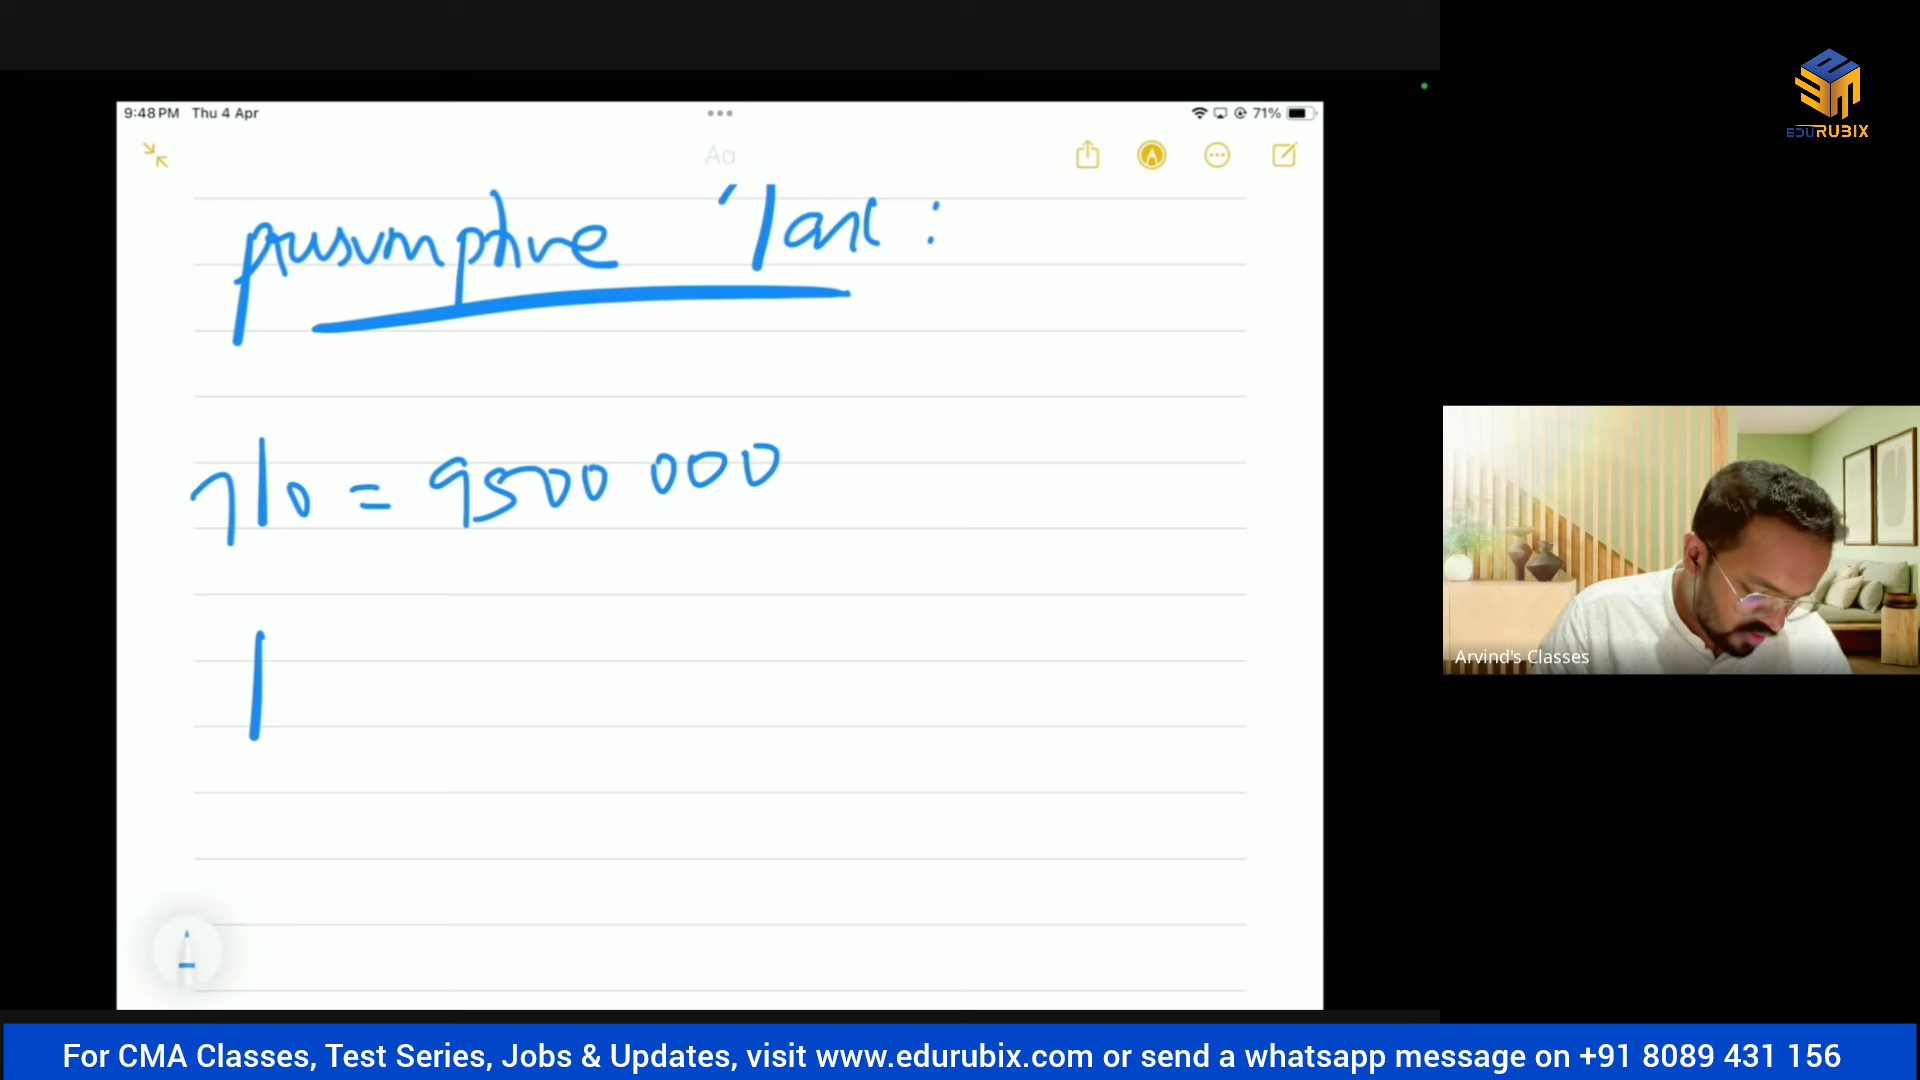 9:48 PM Thu 4 Apr
71%
Aa
EDURUBIX
presumptive Tax :
T/o = 9500 000
Arvind's Classes
For CMA Classes, Test Series, Jobs & Updates, visit www.edurubix.com or send a whatsapp message on +91 8089 431 156